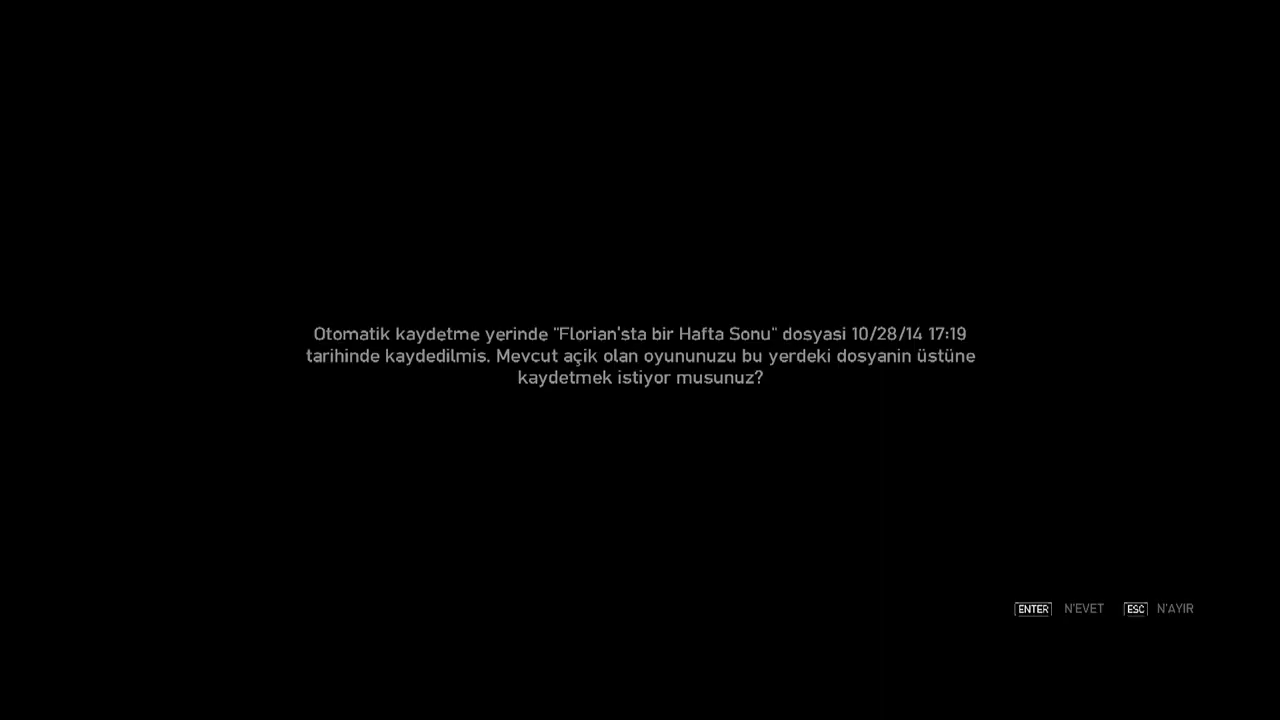 Otomatik kaydetme yerinde "Florian'sta bir Hafta Sonu" dosyasi 10/28/14 17:19
tarihinde kaydedilmis. Mevcut açik olan oyununuzu bu yerdeki dosyanin üstüne
kaydetmek istiyor musunuz?
ENTER N'EVET ESC N'AYIR